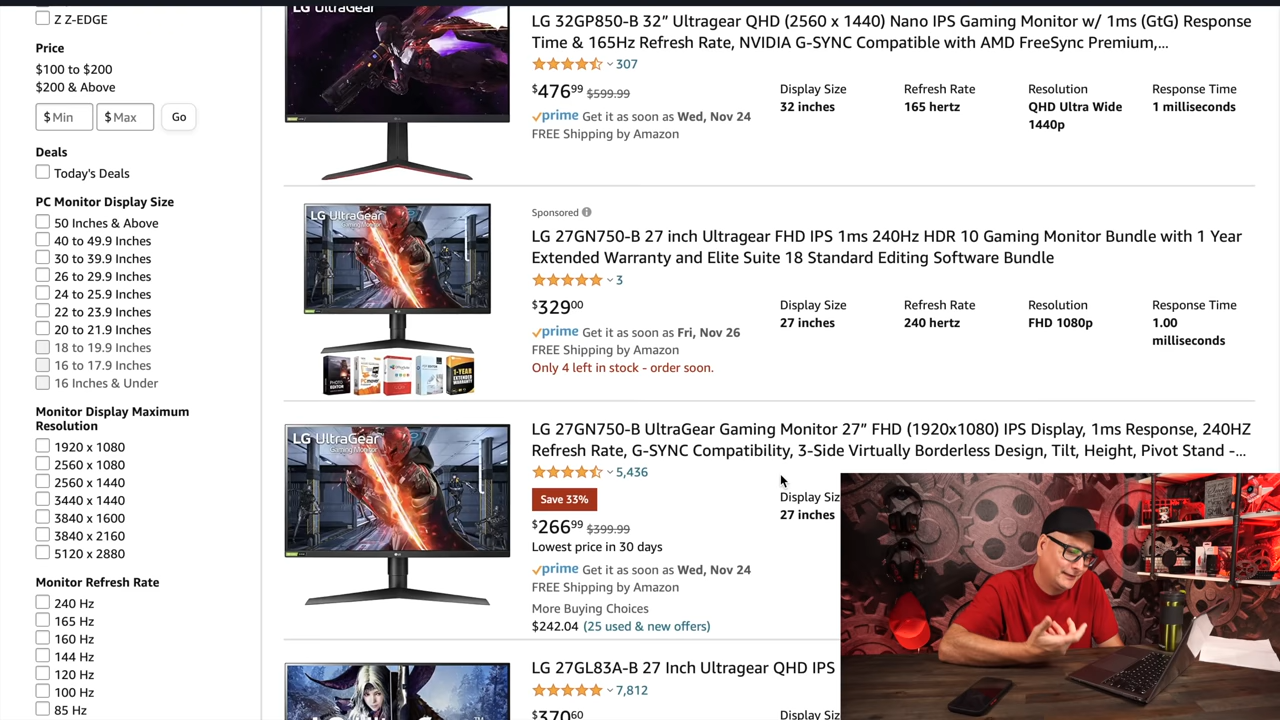 Z Z-EDGE
Price
$100 to $200
$200 & Above
$ Min
$ Max
Go
Deals
Today's Deals
PC Monitor Display Size
50 Inches & Above
40 to 49.9 Inches
30 to 39.9 Inches
26 to 29.9 Inches
24 to 25.9 Inches
22 to 23.9 Inches
20 to 21.9 Inches
18 to 19.9 Inches
16 to 17.9 Inches
16 Inches & Under
Monitor Display Maximum
Resolution
1920 x 1080
2560 x 1080
2560 x 1440
3440 x 1440
3840 x 1600
3840 x 2160
5120 x 2880
Monitor Refresh Rate
240 Hz
165 Hz
160 Hz
144 Hz
120 Hz
100 Hz
85 Hz
UltraGear
LG 32GP850-B 32” Ultragear QHD (2560 x 1440) Nano IPS Gaming Monitor w/ 1ms (GtG) Response
Time & 165Hz Refresh Rate, NVIDIA G-SYNC Compatible with AMD FreeSync Premium,...
307
$476 99 $599.99
prime Get it as soon as Wed, Nov 24
FREE Shipping by Amazon
Display Size
32 inches
Refresh Rate
165 hertz
Resolution
QHD Ultra Wide
1440p
Response Time
1 milliseconds
LG UltraGear
Gaming Monitor
Sponsored
LG 27GN750-B 27 inch Ultragear FHD IPS 1ms 240Hz HDR 10 Gaming Monitor Bundle with 1 Year
Extended Warranty and Elite Suite 18 Standard Editing Software Bundle
3
$329 00
prime Get it as soon as Fri, Nov 26
FREE Shipping by Amazon
Only 4 left in stock - order soon.
Display Size
27 inches
Refresh Rate
240 hertz
Resolution
FHD 1080p
Response Time
1.00
milliseconds
LG UltraGear
Gaming Monitor
LG 27GN750-B UltraGear Gaming Monitor 27” FHD (1920x1080) IPS Display, 1ms Response, 240HZ
Refresh Rate, G-SYNC Compatibility, 3-Side Virtually Borderless Design, Tilt, Height, Pivot Stand -...
5,436
Save 33%
$266 99 $399.99
Lowest price in 30 days
prime Get it as soon as Wed, Nov 24
FREE Shipping by Amazon
More Buying Choices
$242.04 (25 used & new offers)
Display Siz
27 inches
LG 27GL83A-B 27 Inch Ultragear QHD IPS
7,812
$370 60
Display Siz